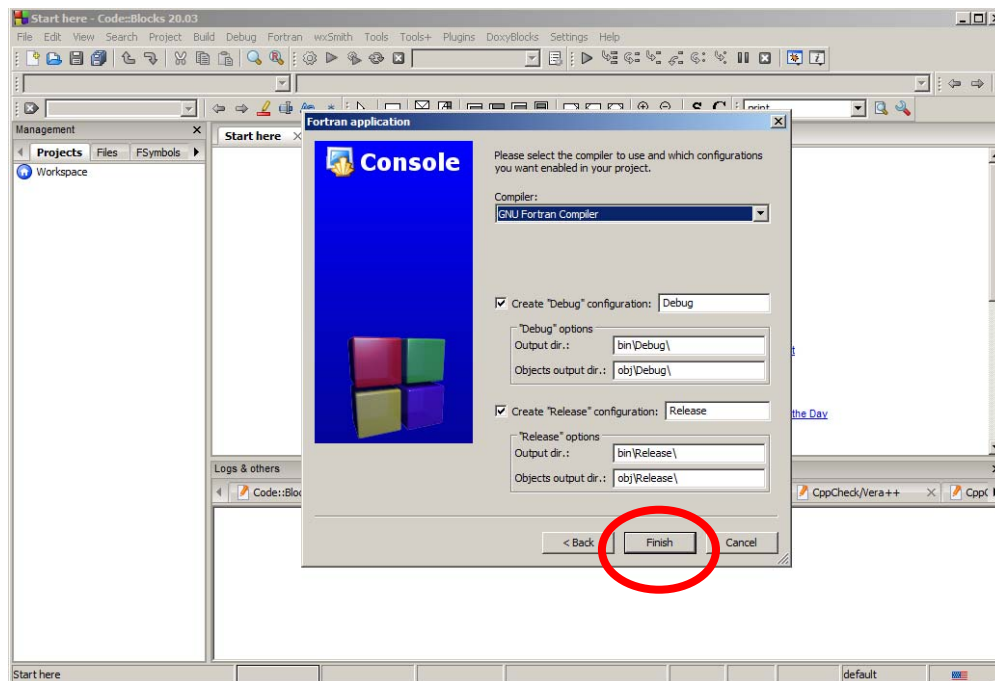 Start here - Code::Blocks 20.03
File Edit View Search Project Build Debug Fortran wxSmith Tools Tools+ Plugins DoxyBlocks Settings Help
print
Management
Start here
Projects Files FSymbols
Workspace
Fortran application
Console
Please select the compiler to use and which configurations
you want enabled in your project.
Compiler:
GNU Fortran Compiler
Create "Debug" configuration: Debug
"Debug" options
Output dir.: bin\Debug\
Objects output dir.: obj\Debug\
Create "Release" configuration: Release
the Day
"Release" options
Output dir.: bin\Release\
Objects output dir.: obj\Release\
Logs & others
Code::Bloc
CppCheck/Vera++
< Back Finish Cancel
Start here
default